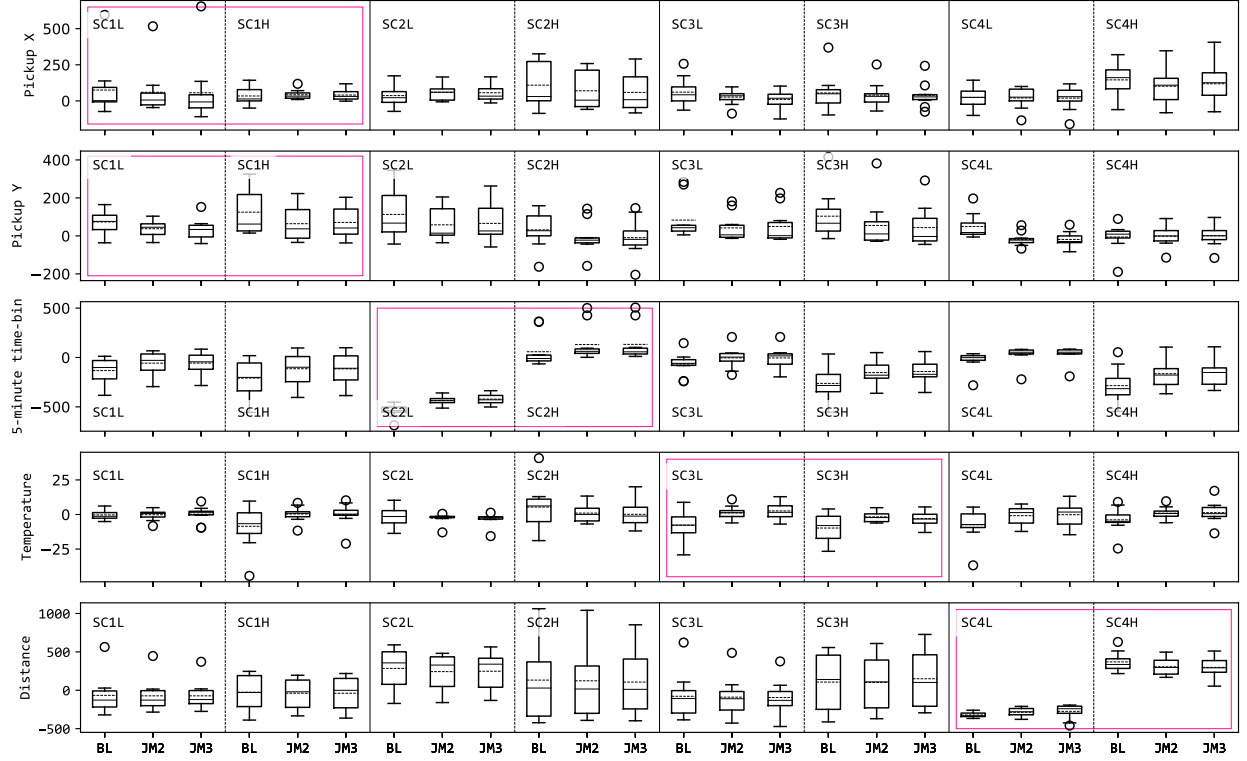 Pickup X
500
250
0
SC1L SC1H SC2L SC2H SC3L SC3H SC4L SC4H
Pickup Y
400
200
0
−200
SC1L SC1H SC2L SC2H SC3L SC3H SC4L SC4H
5-minute time-bin
500
0
−500
SC1L SC1H SC2L SC2H SC3L SC3H SC4L SC4H
Temperature
25
0
−25
SC1L SC1H SC2L SC2H SC3L SC3H SC4L SC4H
Distance
1000
500
0
−500
SC1L SC1H SC2L SC2H SC3L SC3H SC4L SC4H
BL JM2 JM3 BL JM2 JM3 BL JM2 JM3 BL JM2 JM3 BL JM2 JM3 BL JM2 JM3 BL JM2 JM3 BL JM2 JM3